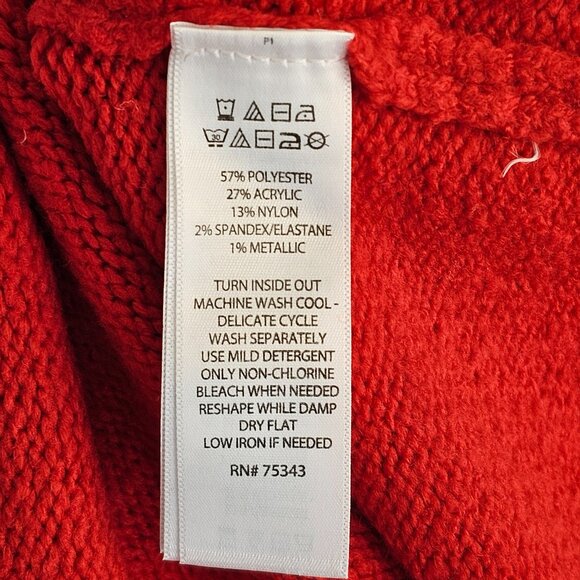 P1
30
57% POLYESTER
27% ACRYLIC
13% NYLON
2% SPANDEX/ELASTANE
1% METALLIC
TURN INSIDE OUT
MACHINE WASH COOL -
DELICATE CYCLE
WASH SEPARATELY
USE MILD DETERGENT
ONLY NON-CHLORINE
BLEACH WHEN NEEDED
RESHAPE WHILE DAMP
DRY FLAT
LOW IRON IF NEEDED
RN# 75343